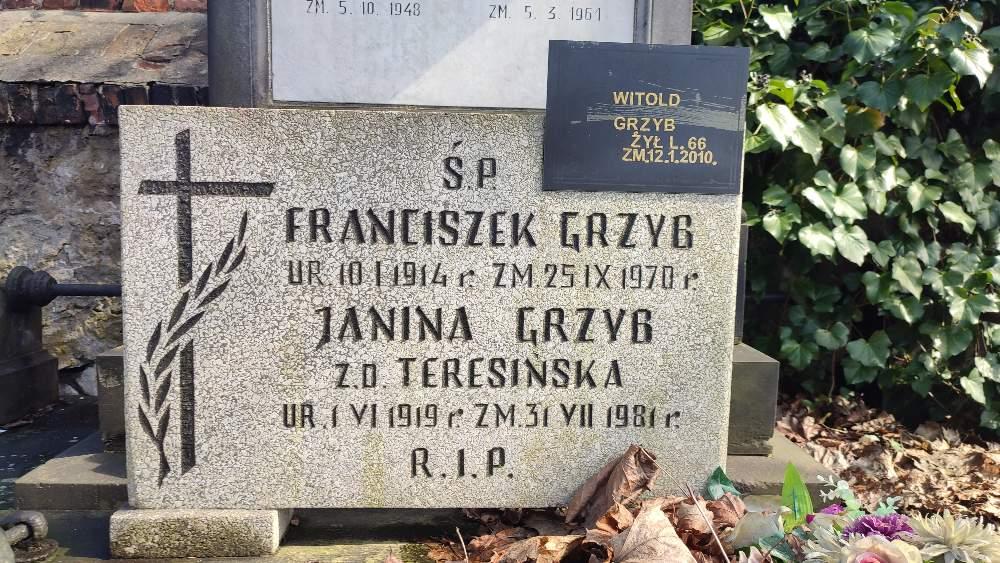 ZM. 5. 10. 1948
ZM. 5. 3. 1961
WITOLD
GRZYB
ŻYŁ L. 66
ZM.12.1.2010.
Ś.P.
FRANCISZEK GRZYB
UR. 10 I 1914 r. ZM 25 IX 1970 r.
JANINA GRZYB
Z.D. TERESIŃSKA
UR. 1 VI 1919 r. ZM. 31 VII 1981 r.
R.I.P.